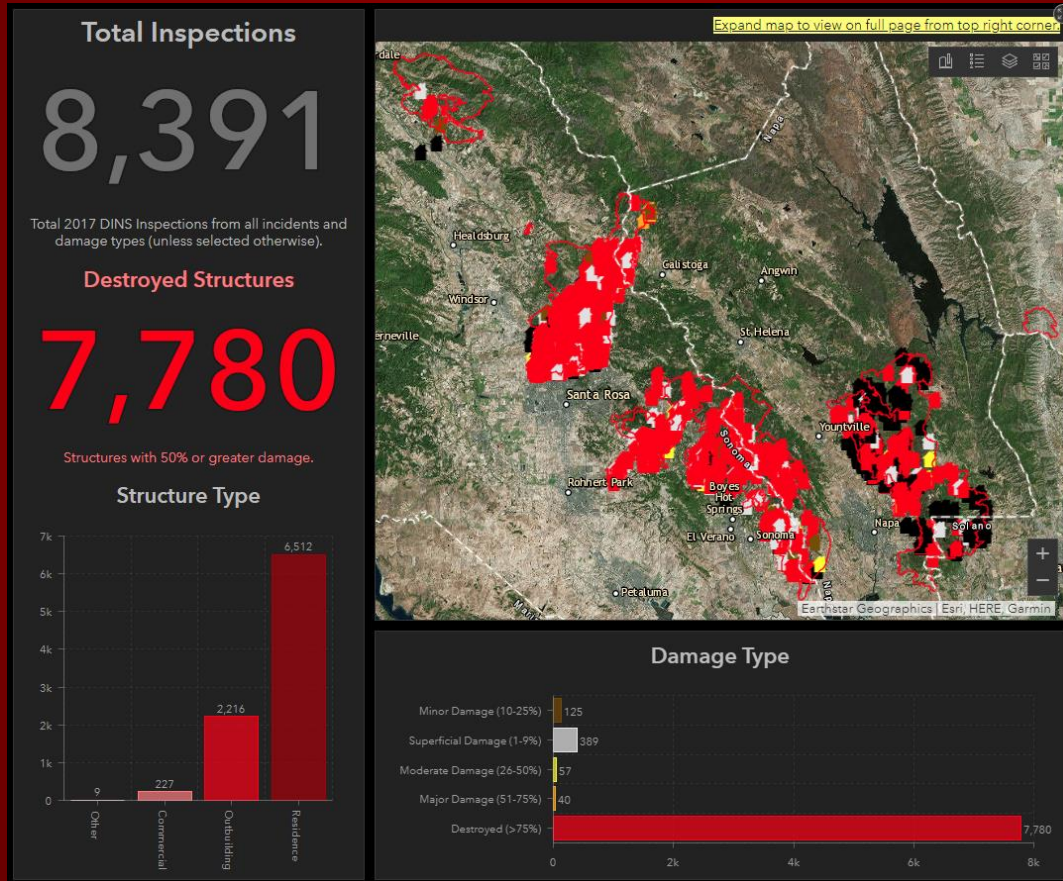 Total Inspections
8,391
Total 2017 DINS Inspections from all incidents and
damage types (unless selected otherwise).
Destroyed Structures
7,780
Structures with 50% or greater damage.
Structure Type
7k
6k
5k
4k
3k
2k
1k
0
9
227
2,216
6,512
Other
Commercial
Outbuilding
Residence
Expand map to view on full page from top right corner.
dale
Napa
Healdsburg
Calistoga
Angwin
Windsor
St Helena
erneville
Santa Rosa
Yountville
Sonoma
Rohnert Park
Boyes
Hot
Springs
Napa
Solano
El Verano
Sonoma
Petaluma
Earthstar Geographics | Esri, HERE, Garmin
Damage Type
Minor Damage (10-25%)
125
Superficial Damage (1-9%)
389
Moderate Damage (26-50%)
57
Major Damage (51-75%)
40
Destroyed (>75%)
7,780
0
2k
4k
6k
8k